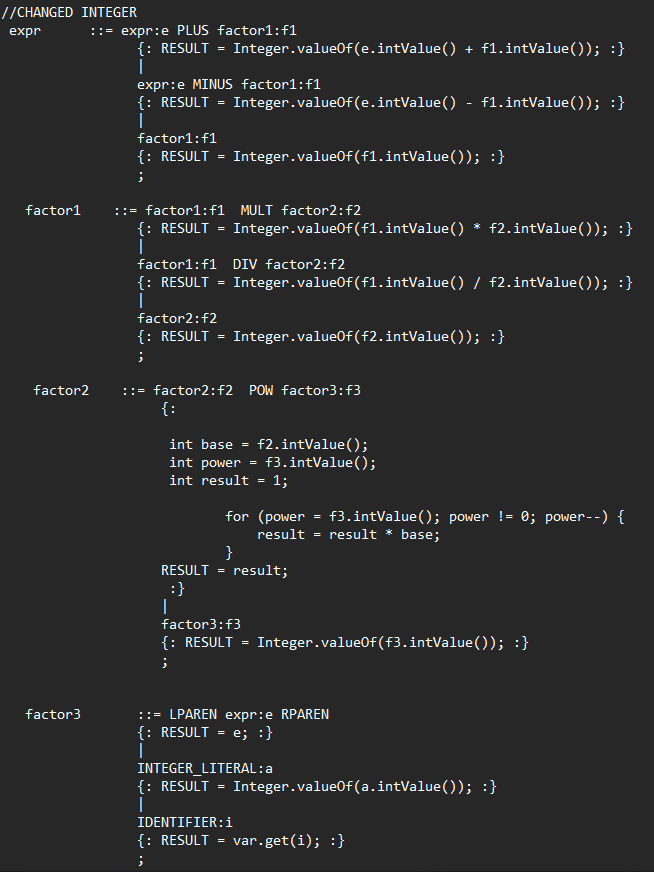 //CHANGED INTEGER
expr ::= expr:e PLUS factor1:f1
{: RESULT = Integer.valueOf(e.intValue() + f1.intValue()); :}
|
expr:e MINUS factor1:f1
{: RESULT = Integer.valueOf(e.intValue() - f1.intValue()); :}
|
factor1:f1
{: RESULT = Integer.valueOf(f1.intValue()); :}
;
factor1 ::= factor1:f1 MULT factor2:f2
{: RESULT = Integer.valueOf(f1.intValue() * f2.intValue()); :}
|
factor1:f1 DIV factor2:f2
{: RESULT = Integer.valueOf(f1.intValue() / f2.intValue()); :}
|
factor2:f2
{: RESULT = Integer.valueOf(f2.intValue()); :}
;
factor2 ::= factor2:f2 POW factor3:f3
{:
int base = f2.intValue();
int power = f3.intValue();
int result = 1;
for (power = f3.intValue(); power != 0; power--) {
result = result * base;
}
RESULT = result;
:}
|
factor3:f3
{: RESULT = Integer.valueOf(f3.intValue()); :}
;
factor3 ::= LPAREN expr:e RPAREN
{: RESULT = e; :}
|
INTEGER_LITERAL:a
{: RESULT = Integer.valueOf(a.intValue()); :}
|
IDENTIFIER:i
{: RESULT = var.get(i); :}
;